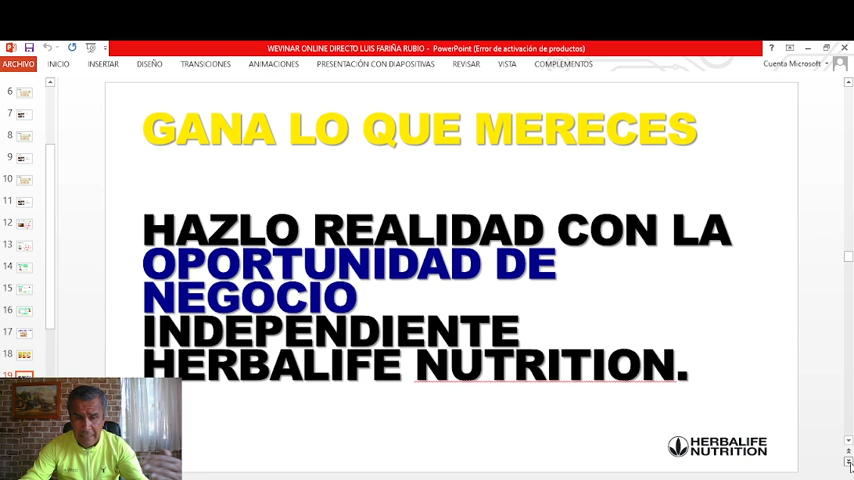 WEVINAR ONLINE DIRECTO LUIS FARIÑA RUBIO - PowerPoint (Error de activación de productos)
ARCHIVO INICIO INSERTAR DISEÑO TRANSICIONES ANIMACIONES PRESENTACIÓN CON DIAPOSITIVAS REVISAR VISTA COMPLEMENTOS Cuenta Microsoft
6
7
8
9
10
11
12
13
14
15
16
17
18
19
GANA LO QUE MERECES
HAZLO REALIDAD CON LA
OPORTUNIDAD DE
NEGOCIO
INDEPENDIENTE
HERBALIFE NUTRITION.
HERBALIFE
NUTRITION